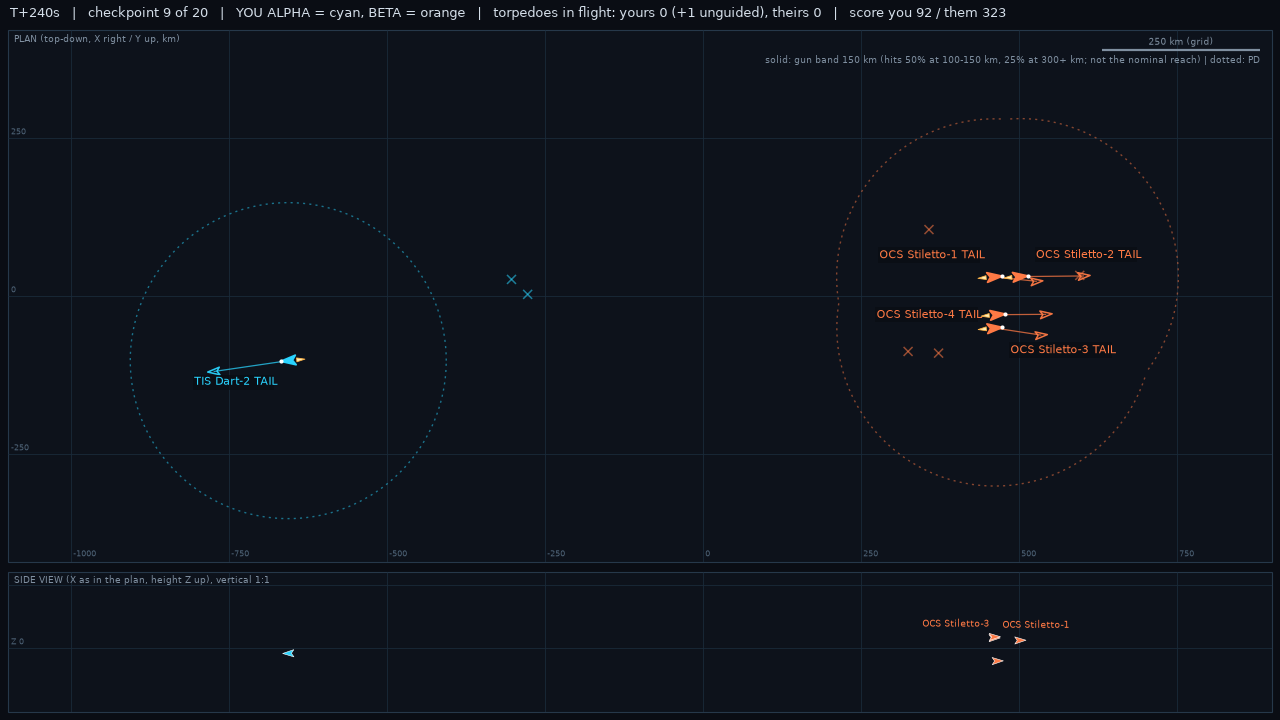 T+240s | checkpoint 9 of 20 | YOU ALPHA = cyan, BETA = orange | torpedoes in flight: yours 0 (+1 unguided), theirs 0 | score you 92 / them 323
PLAN (top-down, X right / Y up, km)
250 km (grid)
solid: gun band 150 km (hits 50% at 100-150 km, 25% at 300+ km; not the nominal reach) | dotted: PD
250
OCS Stiletto-1 TAIL
OCS Stiletto-2 TAIL
0
OCS Stiletto-4 TAIL
OCS Stiletto-3 TAIL
TIS Dart-2 TAIL
-250
-1000
-750
-500
-250
0
250
500
750
SIDE VIEW (X as in the plan, height Z up), vertical 1:1
OCS Stiletto-3
OCS Stiletto-1
Z 0